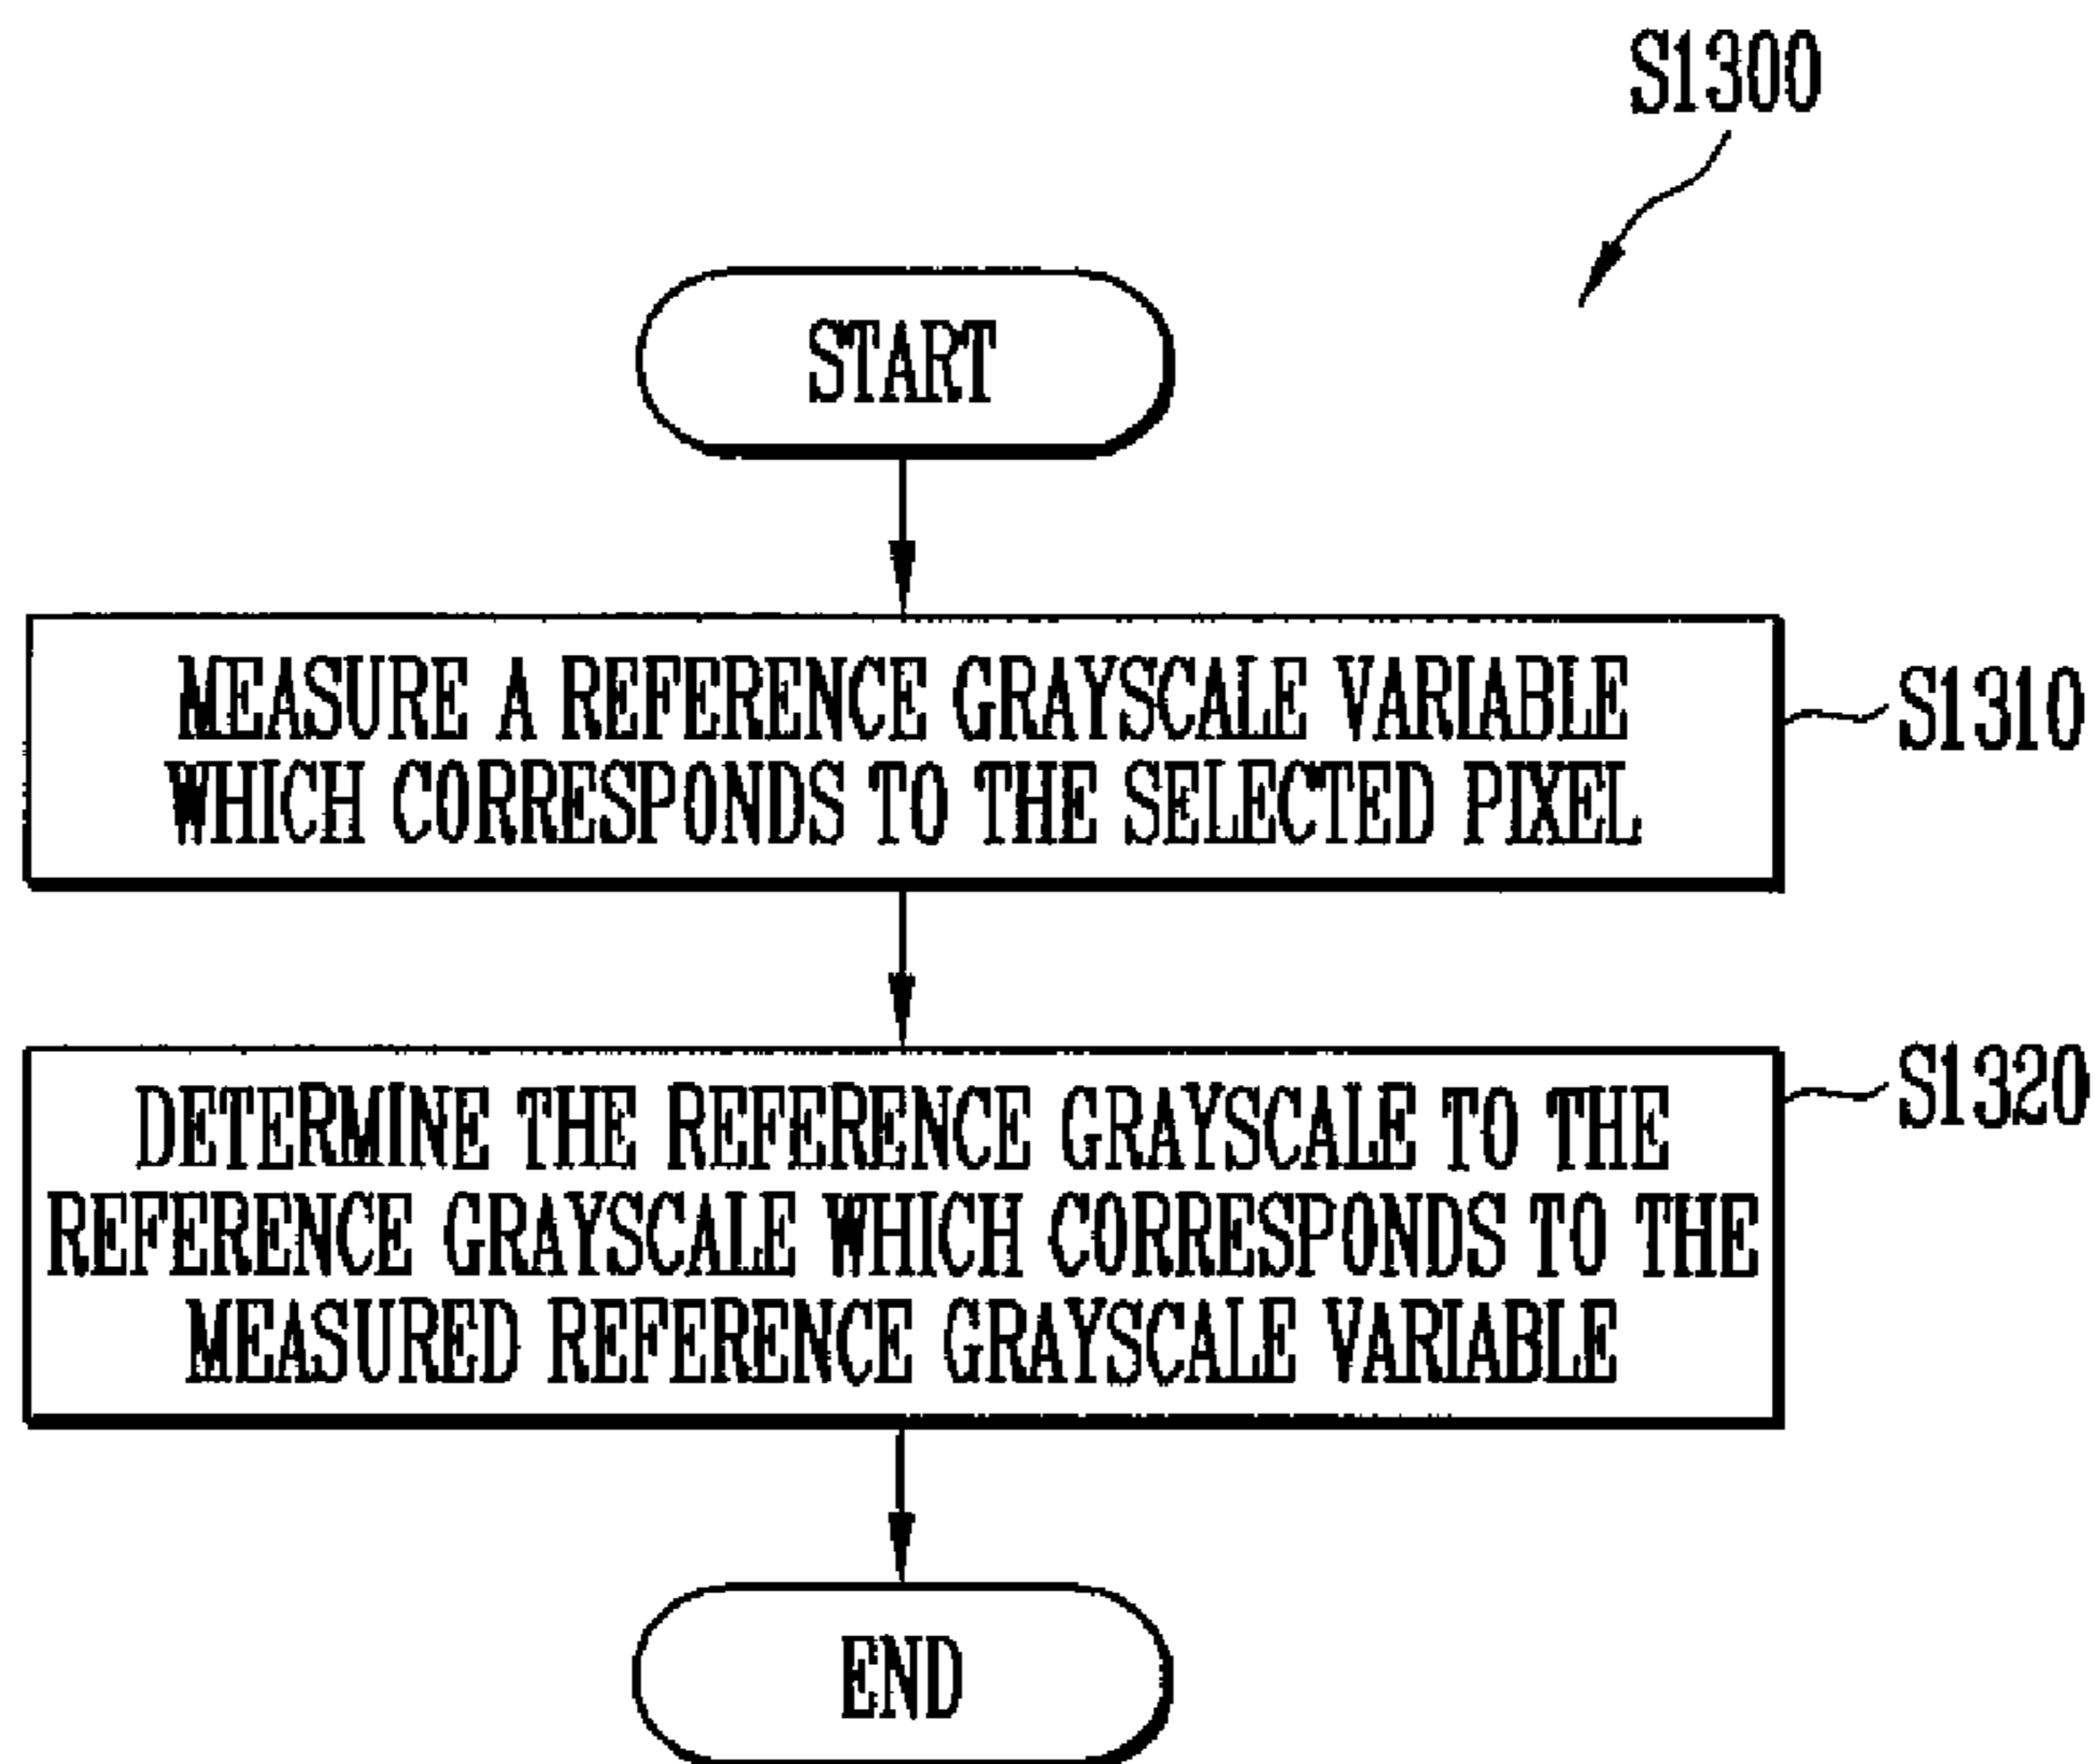 S1300
START
MEASURE A REFERENCE GRAYSCALE VARIABLE
WHICH CORRESPONDS TO THE SELECTED PIXEL
S1310
DETERMINE THE REFERENCE GRAYSCALE TO THE
REFERENCE GRAYSCALE WHICH CORRESPONDS TO THE
MEASURED REFERENCE GRAYSCALE VARIABLE
S1320
END